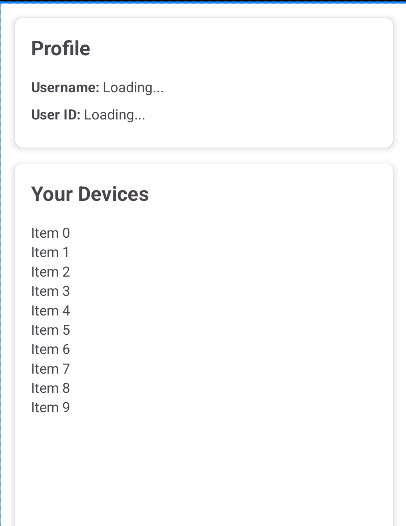 Profile
Username: Loading...
User ID: Loading...
Your Devices
Item 0
Item 1
Item 2
Item 3
Item 4
Item 5
Item 6
Item 7
Item 8
Item 9